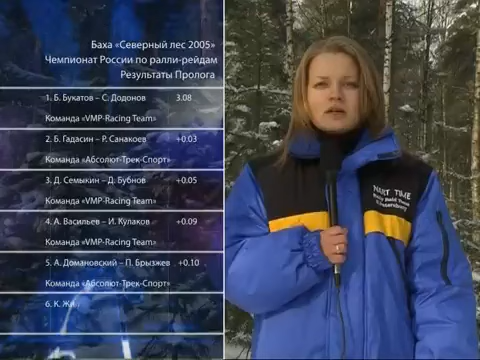 Баха «Северный лес 2005»
Чемпионат России по ралли-рейдам
Результаты Пролога
1. Б. Букатов – С. Додонов 3.08
Команда «VMP-Racing Team»
2. Б. Гадасин – Р. Санакоев +0.03
Команда «Абсолют-Трек-Спорт»
3. Д. Семыкин – Д. Бубнов +0.05
Команда «VMP-Racing Team»
4. А. Васильев – И. Кулаков +0.09
Команда «VMP-Racing Team»
5. А. Домановский – П. Брызжев +0.10
Команда «Абсолют-Трек-Спорт»
6. К. Жи
TIME